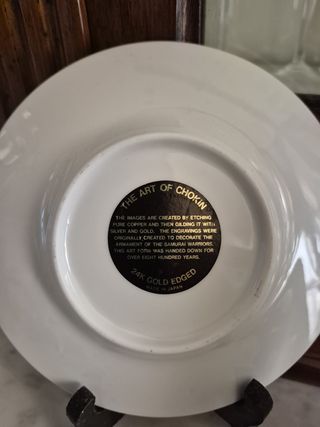 THE ART OF CHOKIN
THE IMAGES ARE CREATED BY ETCHING
PURE COPPER AND THEN GILDING IT WITH
SILVER AND GOLD. THE ENGRAVINGS WERE
ORIGINALLY CREATED TO DECORATE THE
ARMAMENT OF THE SAMURAI WARRIORS.
THIS ART FORM WAS HANDED DOWN FOR
OVER EIGHT HUNDRED YEARS.
24K GOLD EDGED
MADE IN JAPAN